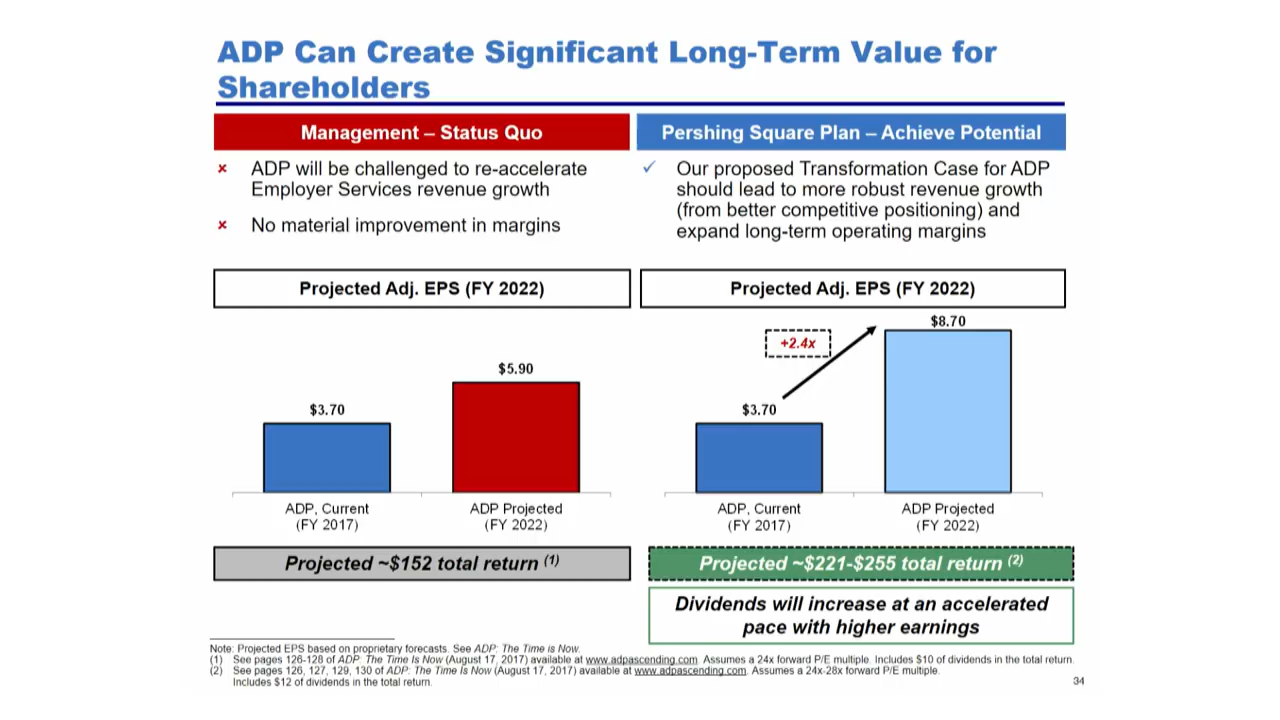 ADP Can Create Significant Long-Term Value for
Shareholders
Management – Status Quo
✘ ADP will be challenged to re-accelerate
Employer Services revenue growth
✘ No material improvement in margins
Projected Adj. EPS (FY 2022)
$3.70
$5.90
ADP, Current
(FY 2017)
ADP Projected
(FY 2022)
Projected ~$152 total return (1)
Pershing Square Plan – Achieve Potential
✓ Our proposed Transformation Case for ADP
should lead to more robust revenue growth
(from better competitive positioning) and
expand long-term operating margins
Projected Adj. EPS (FY 2022)
+2.4x
$3.70
$8.70
ADP, Current
(FY 2017)
ADP Projected
(FY 2022)
Projected ~$221-$255 total return (2)
Dividends will increase at an accelerated
pace with higher earnings
Note: Projected EPS based on proprietary forecasts. See ADP: The Time is Now.
(1) See pages 126-128 of ADP: The Time Is Now (August 17, 2017) available at www.adpascending.com. Assumes a 24x forward P/E multiple. Includes $10 of dividends in the total return.
(2) See pages 126, 127, 129, 130 of ADP: The Time Is Now (August 17, 2017) available at www.adpascending.com. Assumes a 24x-28x forward P/E multiple.
Includes $12 of dividends in the total return.
34